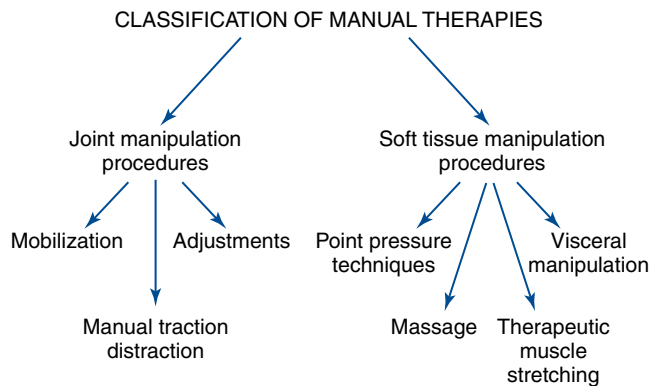 CLASSIFICATION OF MANUAL THERAPIES
Joint manipulation
procedures
Soft tissue manipulation
procedures
Mobilization
Adjustments
Point pressure
techniques
Visceral
manipulation
Manual traction
distraction
Massage
Therapeutic
muscle
stretching